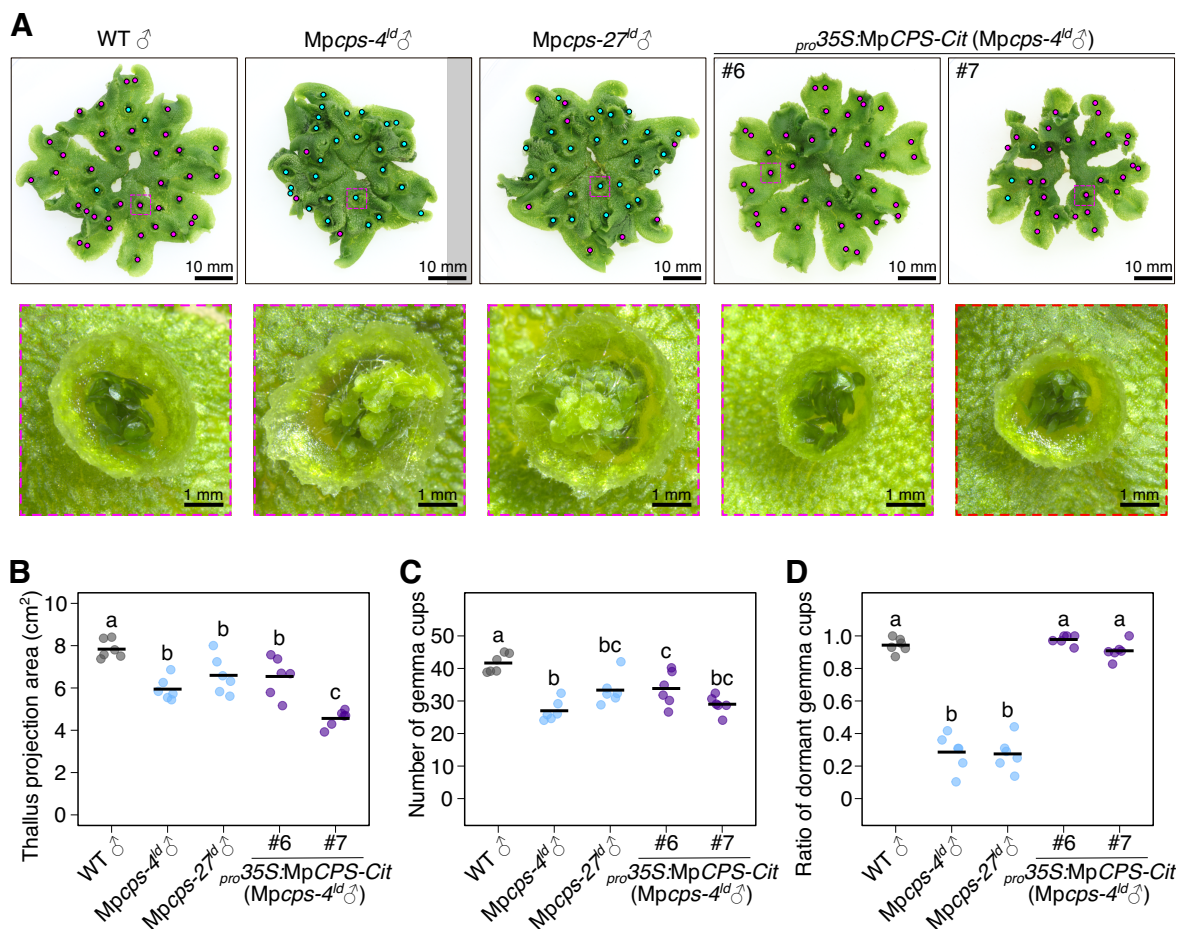 A
WT ♂
Mpcps-4ld♂
Mpcps-27ld♂
pro35S:MpCPS-Cit (Mpcps-4ld♂)
#6
#7
10 mm
10 mm
10 mm
10 mm
10 mm
1 mm
1 mm
1 mm
1 mm
1 mm
B
Thallus projection area (cm²)
10
8
6
4
2
0
a
b
b
b
c
WT ♂
Mpcps-4ld♂
Mpcps-27ld♂
#6
#7
pro35S:MpCPS-Cit
(Mpcps-4ld♂)
C
Number of gemma cups
50
40
30
20
10
0
a
b
bc
c
bc
WT ♂
Mpcps-4ld♂
Mpcps-27ld♂
#6
#7
pro35S:MpCPS-Cit
(Mpcps-4ld♂)
D
Ratio of dormant gemma cups
1.0
0.8
0.6
0.4
0.2
0
a
b
b
a
a
WT ♂
Mpcps-4ld♂
Mpcps-27ld♂
#6
#7
pro35S:MpCPS-Cit
(Mpcps-4ld♂)